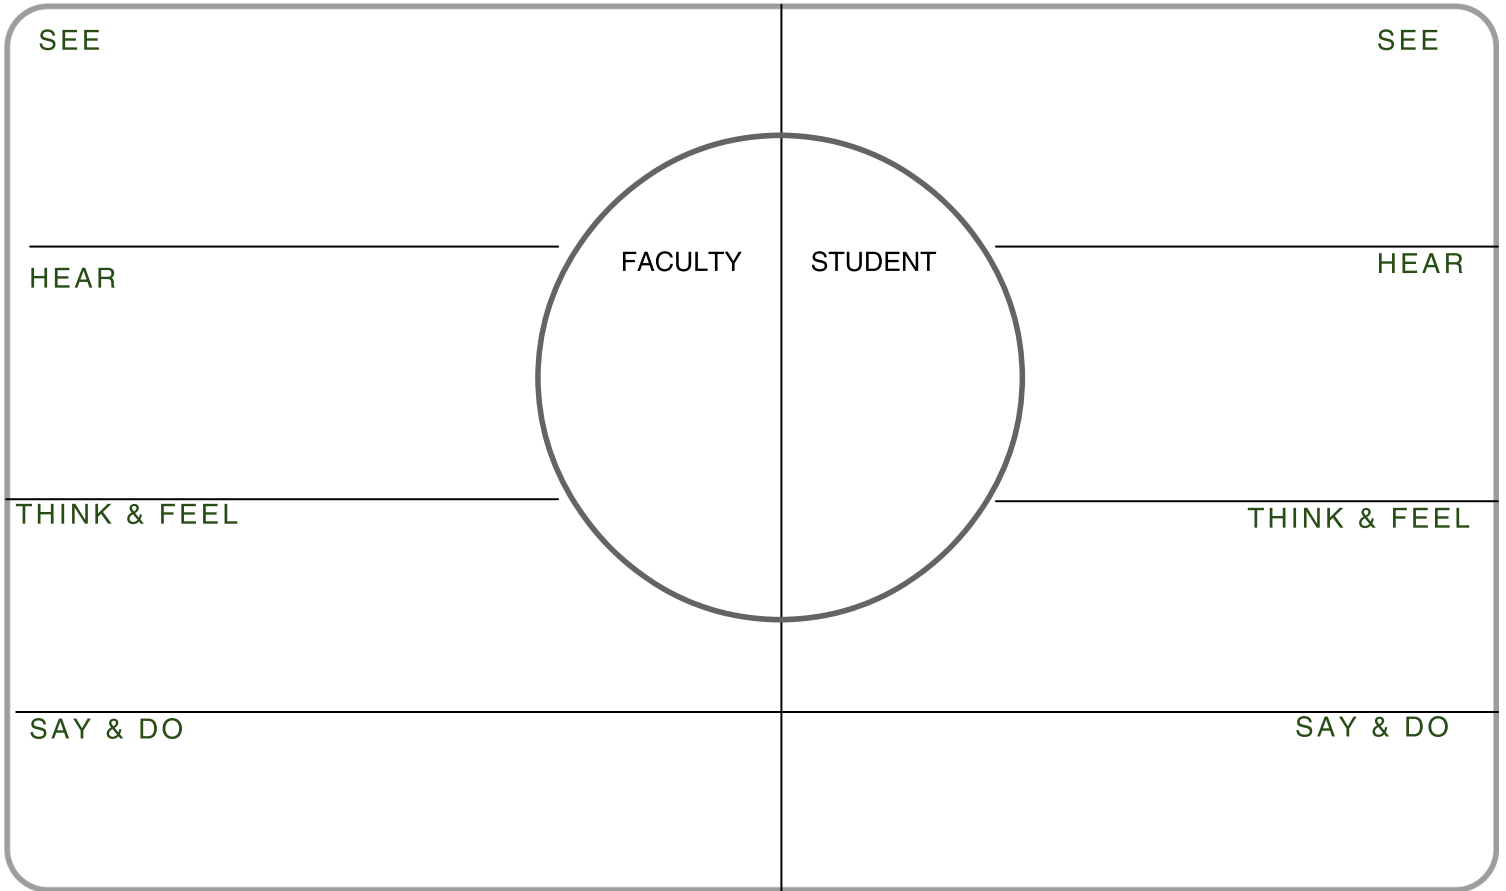 SEE
SEE
FACULTY
STUDENT
HEAR
HEAR
THINK & FEEL
THINK & FEEL
SAY & DO
SAY & DO